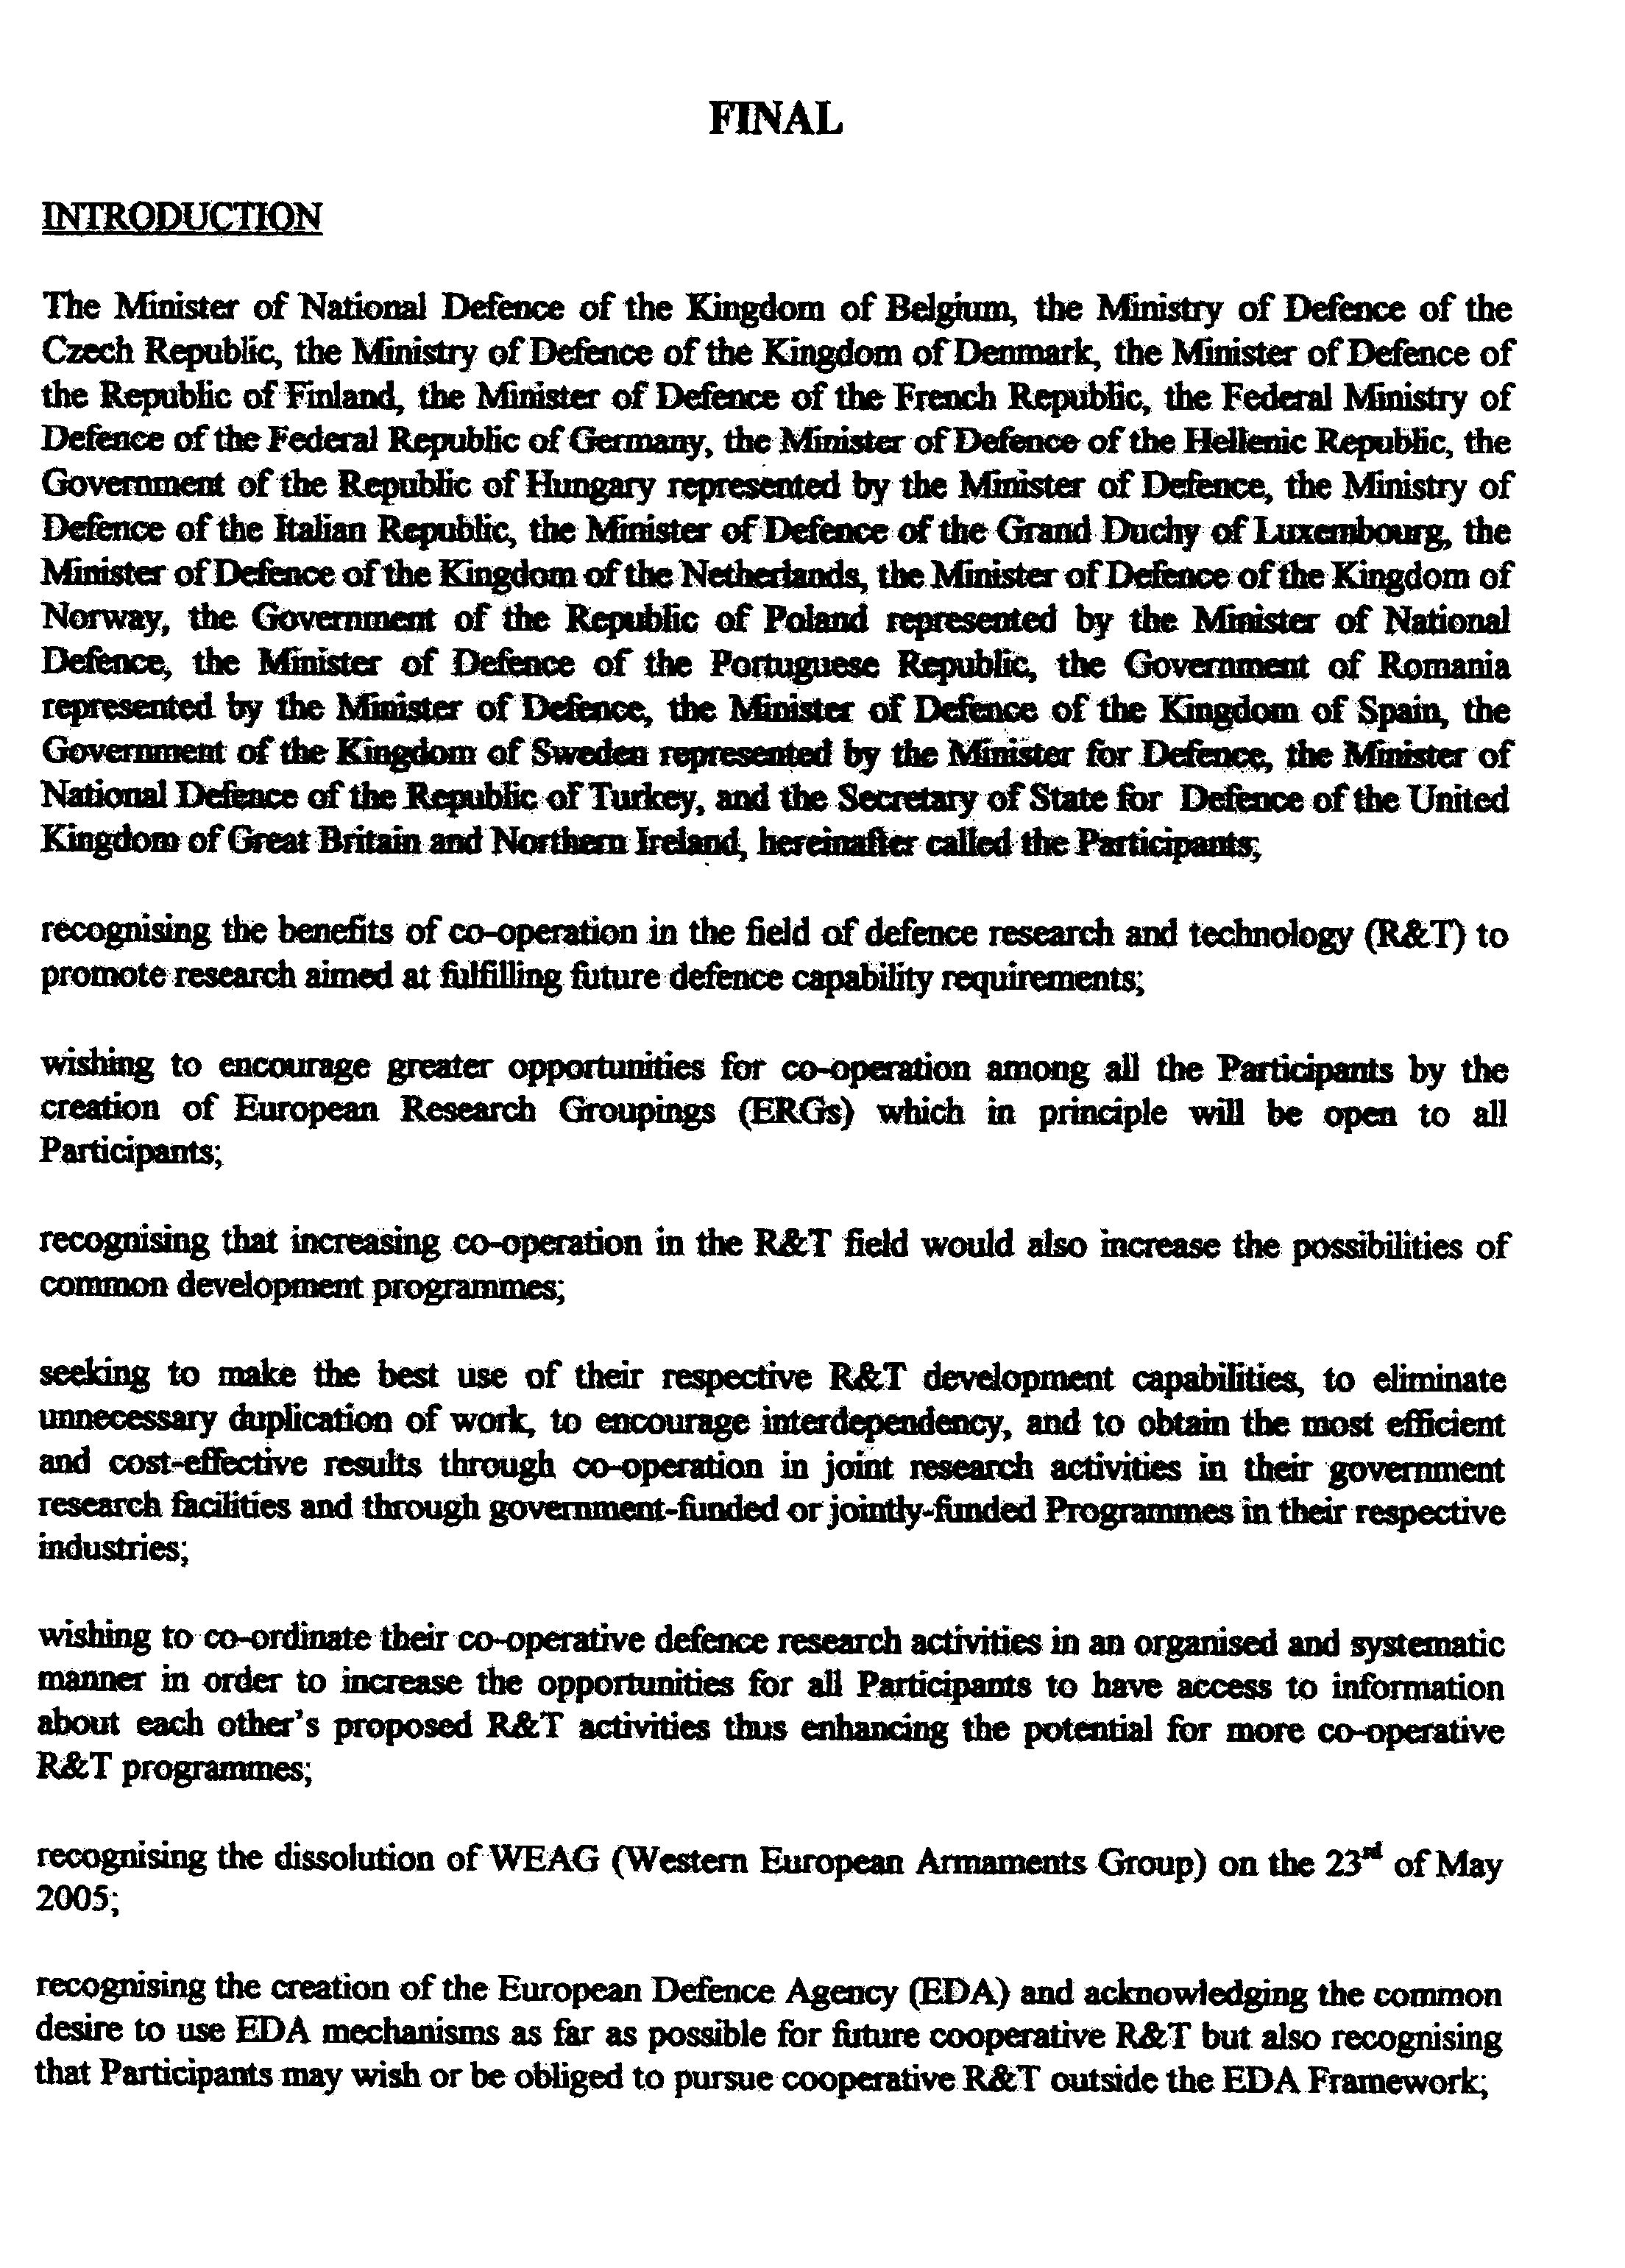 FINAL
INTRODUCTION
The Minister of National Defence of the Kingdom of Belgium, the Ministry of Defence of the
Czech Republic, the Ministry of Defence of the Kingdom of Denmark, the Minister of Defence of
the Republic of Finland, the Minister of Defence of the French Republic, the Federal Ministry of
Defence of the Federal Republic of Germany, the Minister of Defence of the Hellenic Republic, the
Government of the Republic of Hungary represented by the Minister of Defence, the Ministry of
Defence of the Italian Republic, the Minister of Defence of the Grand Duchy of Luxembourg, the
Minister of Defence of the Kingdom of the Netherlands, the Minister of Defence of the Kingdom of
Norway, the Government of the Republic of Poland represented by the Minister of National
Defence, the Minister of Defence of the Portuguese Republic, the Government of Romania
represented by the Minister of Defence, the Minister of Defence of the Kingdom of Spain, the
Government of the Kingdom of Sweden represented by the Minister for Defence, the Minister of
National Defence of the Republic of Turkey, and the Secretary of State for Defence of the United
Kingdom of Great Britain and Northern Ireland, hereinafter called the Participants;
recognising the benefits of co-operation in the field of defence research and technology (R&T) to
promote research aimed at fulfilling future defence capability requirements;
wishing to encourage greater opportunities for co-operation among all the Participants by the
creation of European Research Groupings (ERGs) which in principle will be open to all
Participants;
recognising that increasing co-operation in the R&T field would also increase the possibilities of
common development programmes;
seeking to make the best use of their respective R&T development capabilities, to eliminate
unnecessary duplication of work, to encourage interdependency, and to obtain the most efficient
and cost-effective results through co-operation in joint research activities in their government
research facilities and through government-funded or jointly-funded Programmes in their respective
industries;
wishing to co-ordinate their co-operative defence research activities in an organised and systematic
manner in order to increase the opportunities for all Participants to have access to information
about each other's proposed R&T activities thus enhancing the potential for more co-operative
R&T programmes;
recognising the dissolution of WEAG (Western European Armaments Group) on the 23rd of May
2005;
recognising the creation of the European Defence Agency (EDA) and acknowledging the common
desire to use EDA mechanisms as far as possible for future cooperative R&T but also recognising
that Participants may wish or be obliged to pursue cooperative R&T outside the EDA Framework;